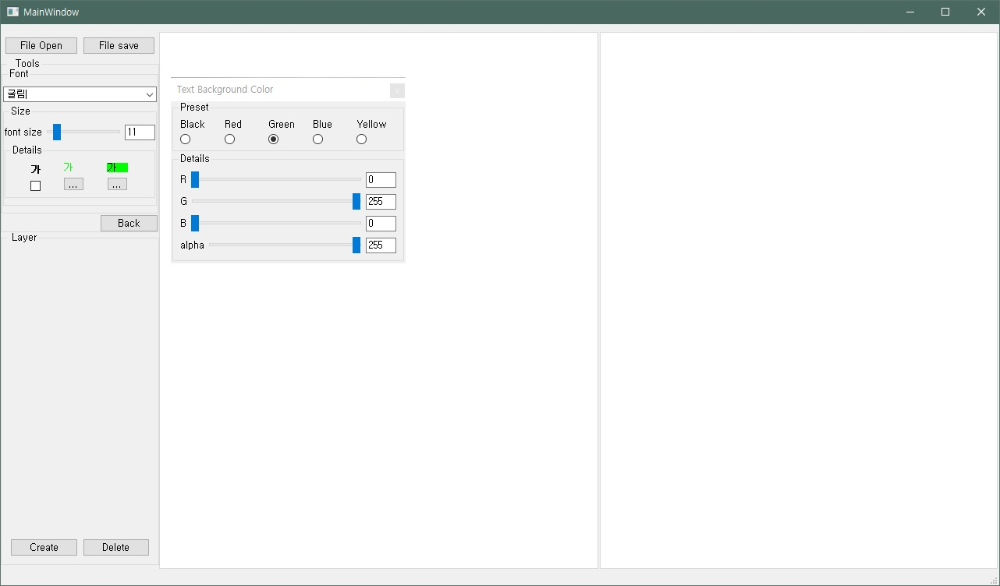 MainWindow
File Open
File save
Tools
Font
굴림
Size
font size
11
Details
가 가 가
... ...
Back
Layer
Create
Delete
Text Background Color
x
Preset
Black Red Green Blue Yellow
Details
R 0
G 255
B 0
alpha 255